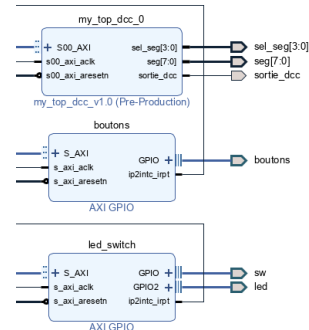 my_top_dcc_0
S00_AXI
s00_axi_aclk
s00_axi_aresetn
sel_seg[3:0]
seg[7:0]
sortie_dcc
sel_seg[3:0]
seg[7:0]
sortie_dcc
my_top_dcc_v1.0 (Pre-Production)
boutons
S_AXI
s_axi_aclk
s_axi_aresetn
GPIO
ip2intc_irpt
boutons
AXI GPIO
led_switch
S_AXI
s_axi_aclk
s_axi_aresetn
GPIO
GPIO2
ip2intc_irpt
sw
led
AXI GPIO